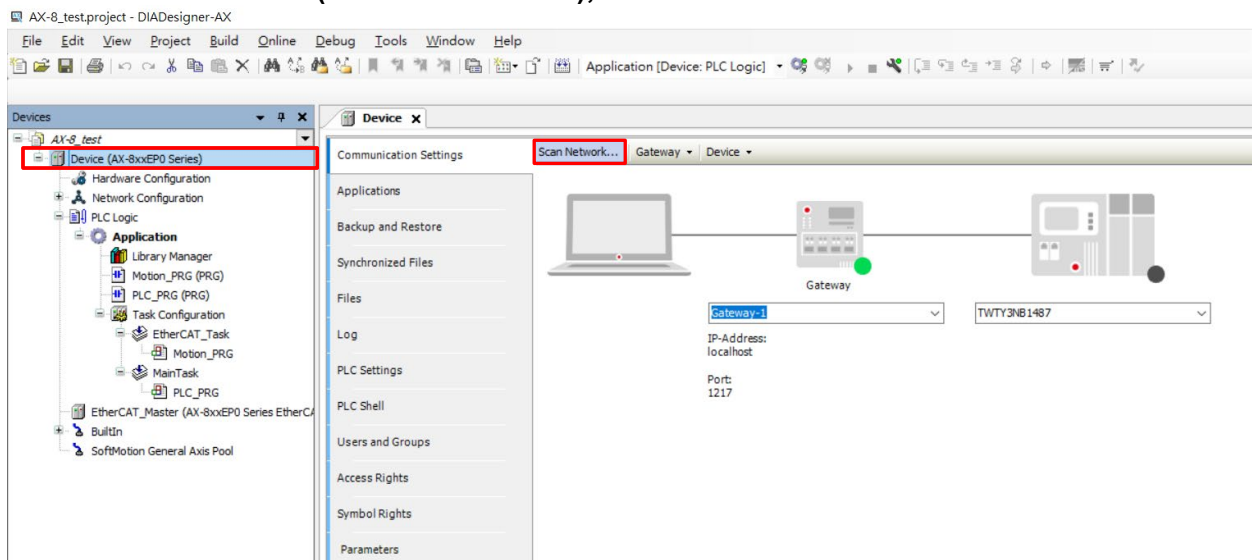 AX-8_test.project - DIADesigner-AX
File Edit View Project Build Online Debug Tools Window Help
Application [Device: PLC Logic]
Devices
Device
AX-8_test
Device (AX-8xxEP0 Series)
Hardware Configuration
Network Configuration
PLC Logic
Application
Library Manager
Motion_PRG (PRG)
PLC_PRG (PRG)
Task Configuration
EtherCAT_Task
Motion_PRG
MainTask
PLC_PRG
EtherCAT_Master (AX-8xxEP0 Series EtherCA
BuiltIn
SoftMotion General Axis Pool
Communication Settings
Applications
Backup and Restore
Synchronized Files
Files
Log
PLC Settings
PLC Shell
Users and Groups
Access Rights
Symbol Rights
Parameters
Scan Network... Gateway Device
Gateway
Gateway-1
TWTY3NB1487
IP-Address:
localhost
Port:
1217